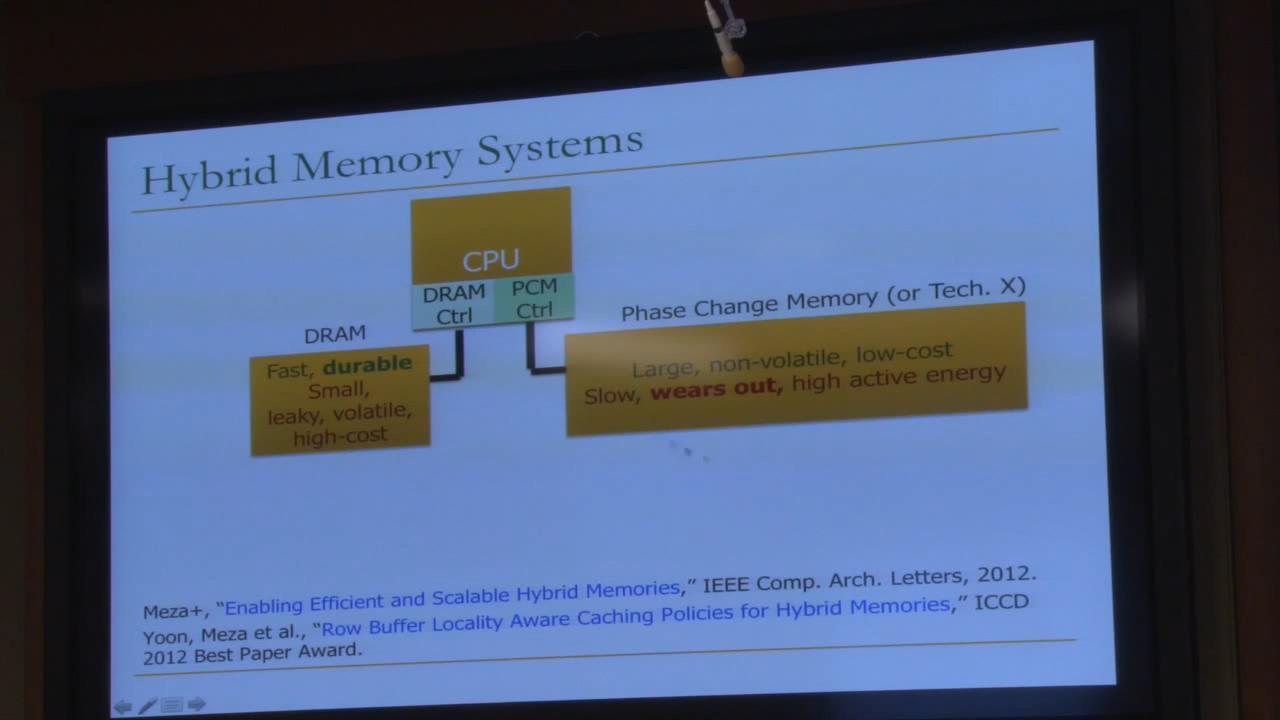 Hybrid Memory Systems
CPU
DRAM
Ctrl
PCM
Ctrl
DRAM
Fast, durable
Small,
leaky, volatile,
high-cost
Phase Change Memory (or Tech. X)
Large, non-volatile, low-cost
Slow, wears out, high active energy
Meza+, “Enabling Efficient and Scalable Hybrid Memories,” IEEE Comp. Arch. Letters, 2012.
Yoon, Meza et al., “Row Buffer Locality Aware Caching Policies for Hybrid Memories,” ICCD
2012 Best Paper Award.